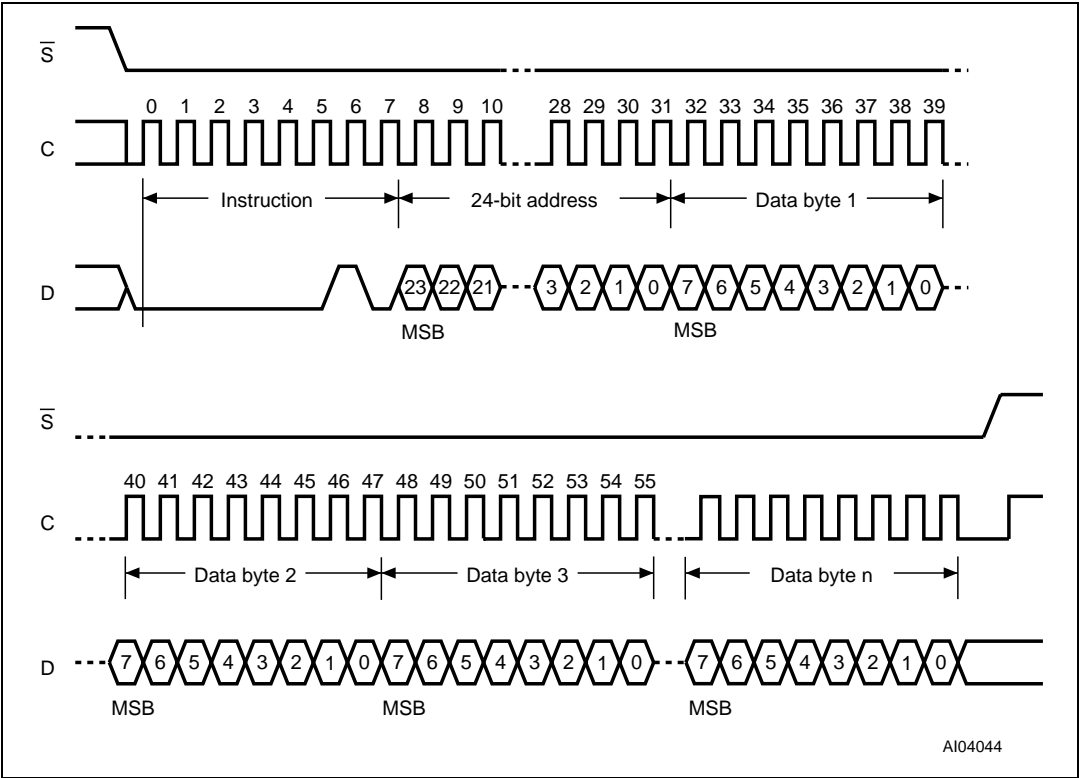 S̅
0 1 2 3 4 5 6 7 8 9 10 28 29 30 31 32 33 34 35 36 37 38 39
C
Instruction 24-bit address Data byte 1
D 23 22 21 3 2 1 0 7 6 5 4 3 2 1 0
MSB MSB
S̅
40 41 42 43 44 45 46 47 48 49 50 51 52 53 54 55
C
Data byte 2 Data byte 3 Data byte n
D 7 6 5 4 3 2 1 0 7 6 5 4 3 2 1 0 7 6 5 4 3 2 1 0
MSB MSB MSB
AI04044